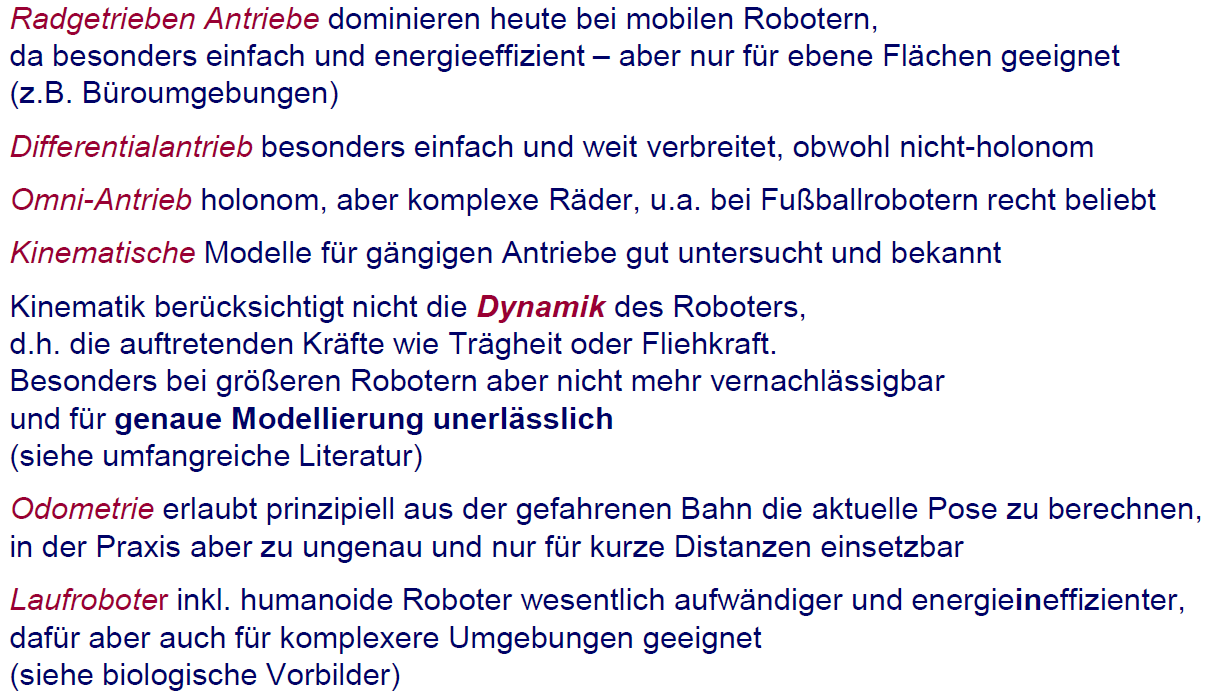 Radgetrieben Antriebe dominieren heute bei mobilen Robotern,
da besonders einfach und energieeffizient – aber nur für ebene Flächen geeignet
(z.B. Büroumgebungen)
Differentialantrieb besonders einfach und weit verbreitet, obwohl nicht-holonom
Omni-Antrieb holonom, aber komplexe Räder, u.a. bei Fußballrobotern recht beliebt
Kinematische Modelle für gängigen Antriebe gut untersucht und bekannt
Kinematik berücksichtigt nicht die Dynamik des Roboters,
d.h. die auftretenden Kräfte wie Trägheit oder Fliehkraft.
Besonders bei größeren Robotern aber nicht mehr vernachlässigbar
und für genaue Modellierung unerlässlich
(siehe umfangreiche Literatur)
Odometrie erlaubt prinzipiell aus der gefahrenen Bahn die aktuelle Pose zu berechnen,
in der Praxis aber zu ungenau und nur für kurze Distanzen einsetzbar
Laufroboter inkl. humanoide Roboter wesentlich aufwändiger und energieineffizienter,
dafür aber auch für komplexere Umgebungen geeignet
(siehe biologische Vorbilder)